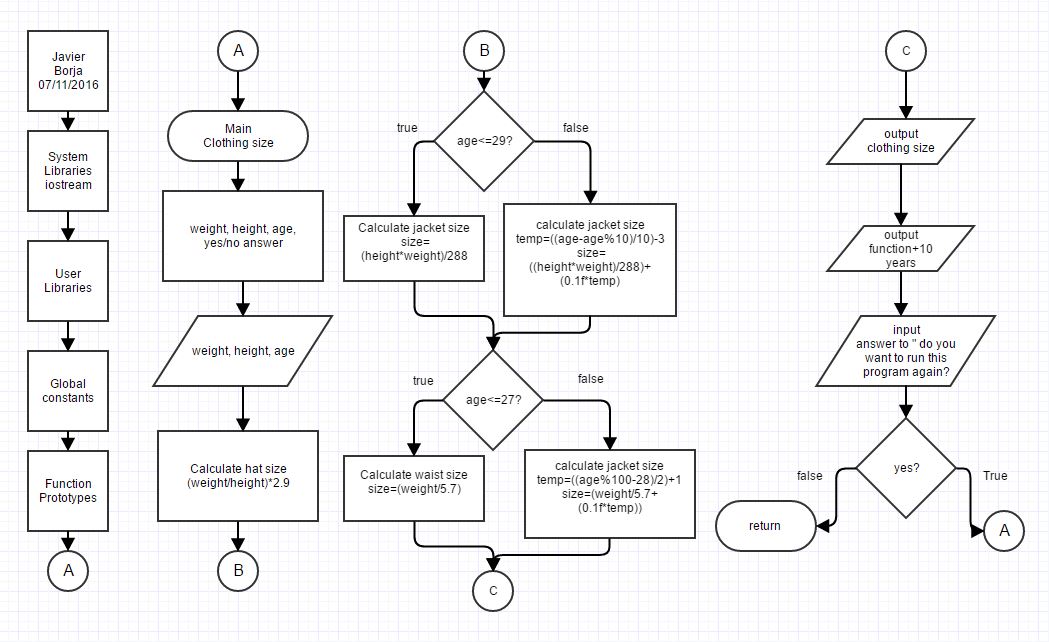 Javier
Borja
07/11/2016
System
Libraries
iostream
User
Libraries
Global
constants
Function
Prototypes
A
A
Main
Clothing size
weight, height, age,
yes/no answer
weight, height, age
Calculate hat size
(weight/height)*2.9
B
B
age<=29?
true
false
Calculate jacket size
size=
(height*weight)/288
calculate jacket size
temp=((age-age%10)/10)-3
size=
((height*weight)/288)+
(0.1f*temp)
age<=27?
true
false
Calculate waist size
size=(weight/5.7)
calculate jacket size
temp=((age%100-28)/2)+1
size=(weight/5.7+
(0.1f*temp))
C
C
output
clothing size
output
function+10
years
input
answer to " do you
want to run this
program again?
yes?
false
True
return
A